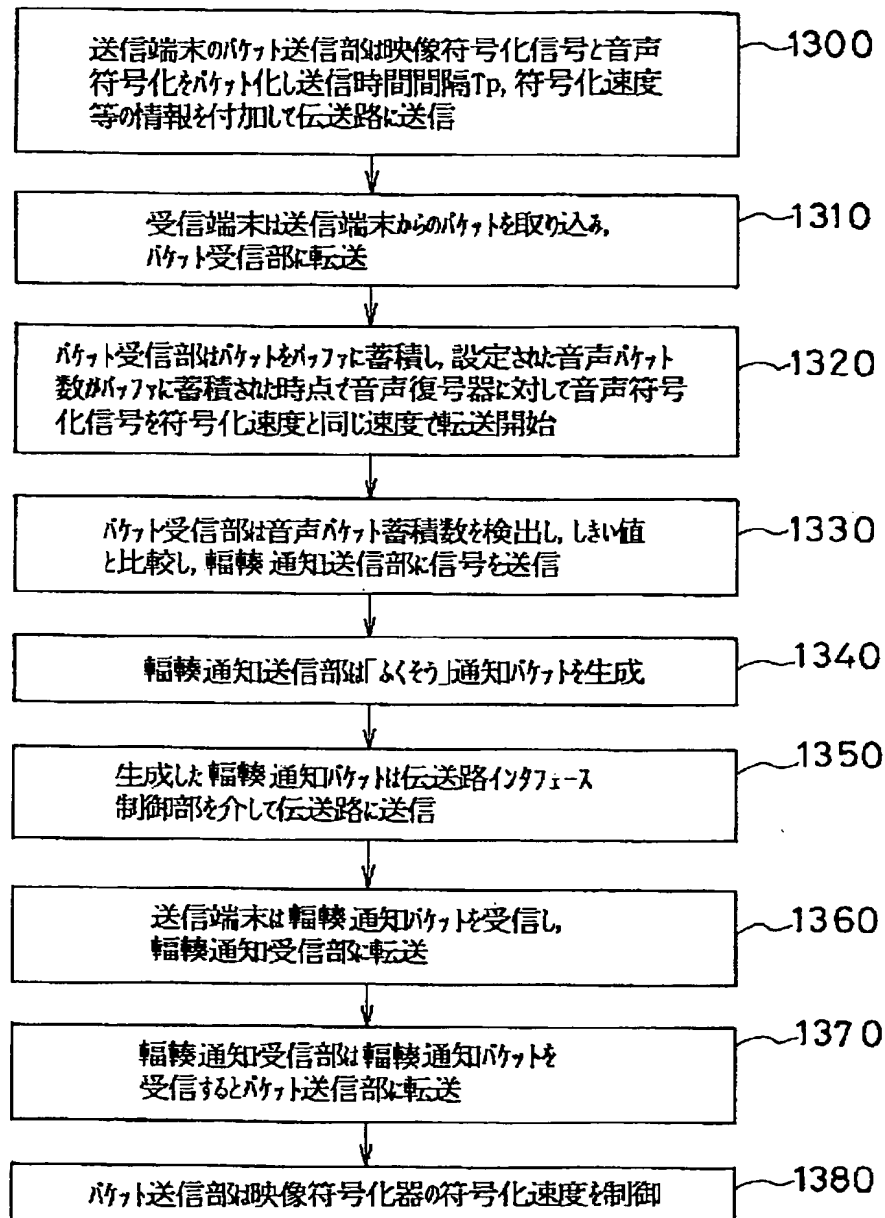 送信端末のパケット送信部は映像符号化信号と音声
符号化をパケット化し送信時間間隔Tp, 符号化速度
等の情報を付加して伝送路に送信
1300
受信端末は送信端末からのパケットを取り込み,
パケット受信部に転送
1310
パケット受信部はパケットをバッファに蓄積し, 設定された音声パケット
数がバッファに蓄積された時点で音声復号器に対して音声符号
化信号を符号化速度と同じ速度で転送開始
1320
パケット受信部は音声パケット蓄積数を検出し, しきい値
と比較し, 輻輳通知送信部に信号を送信
1330
輻輳通知送信部は「ふくそう」通知パケットを生成
1340
生成した輻輳通知パケットは伝送路インタフェース
制御部を介して伝送路に送信
1350
送信端末は輻輳通知パケットを受信し,
輻輳通知受信部に転送
1360
輻輳通知受信部は輻輳通知パケットを
受信するとパケット送信部に転送
1370
パケット送信部は映像符号化器の符号化速度を制御
1380